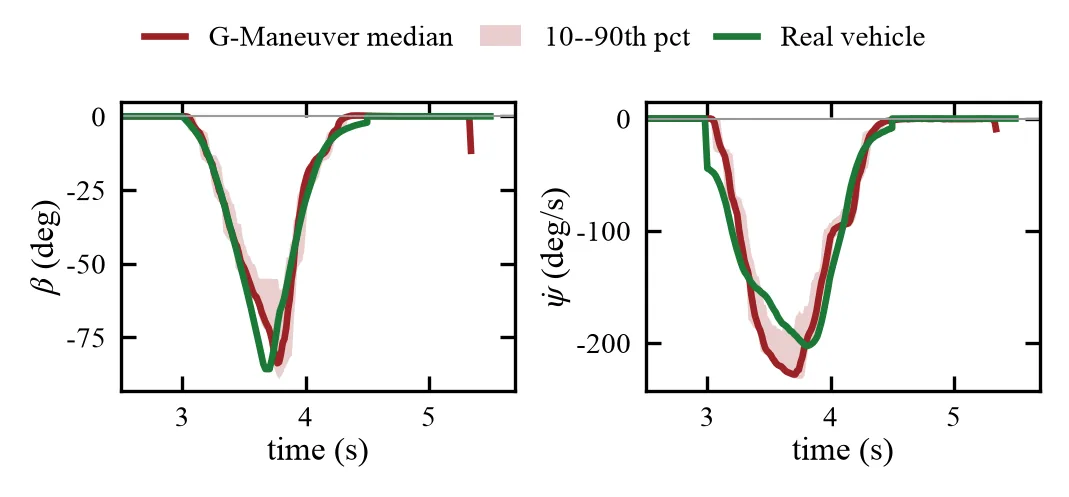 G-Maneuver median 10--90th pct Real vehicle
0
-25
-50
-75
β (deg)
3 4 5
time (s)
0
-100
-200
ψ̇ (deg/s)
3 4 5
time (s)